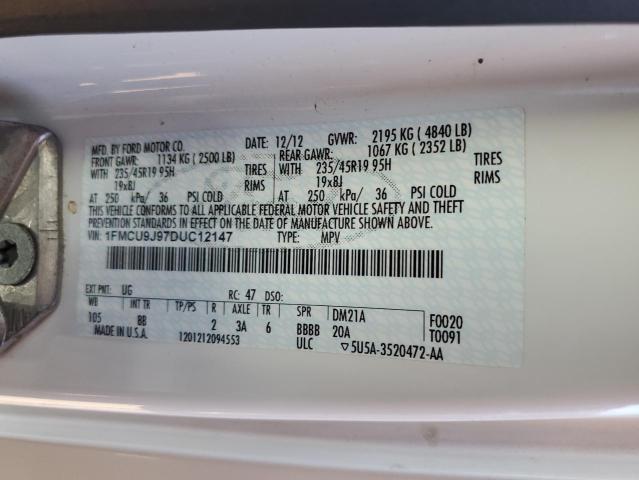 MFD. BY FORD MOTOR CO. DATE: 12/12 GVWR: 2195 KG ( 4840 LB)
FRONT GAWR: 1134 KG ( 2500 LB) REAR GAWR: 1067 KG ( 2352 LB)
WITH 235/45R19 95H TIRES WITH 235/45R19 95H TIRES
19x8J RIMS 19x8J RIMS
AT 250 kPa/ 36 PSI COLD AT 250 kPa/ 36 PSI COLD
THIS VEHICLE CONFORMS TO ALL APPLICABLE FEDERAL MOTOR VEHICLE SAFETY AND THEFT
PREVENTION STANDARDS IN EFFECT ON THE DATE OF MANUFACTURE SHOWN ABOVE.
VIN: 1FMCU9J97DUC12147 TYPE: MPV
EXT PNT: UG RC: 47 DSO:
WB INT TR TP/PS R AXLE TR SPR DM21A F0020
105 BB 2 3A 6 BBBB 20A T0091
MADE IN U.S.A. 1201212094553 ULC ▽5U5A-3520472-AA